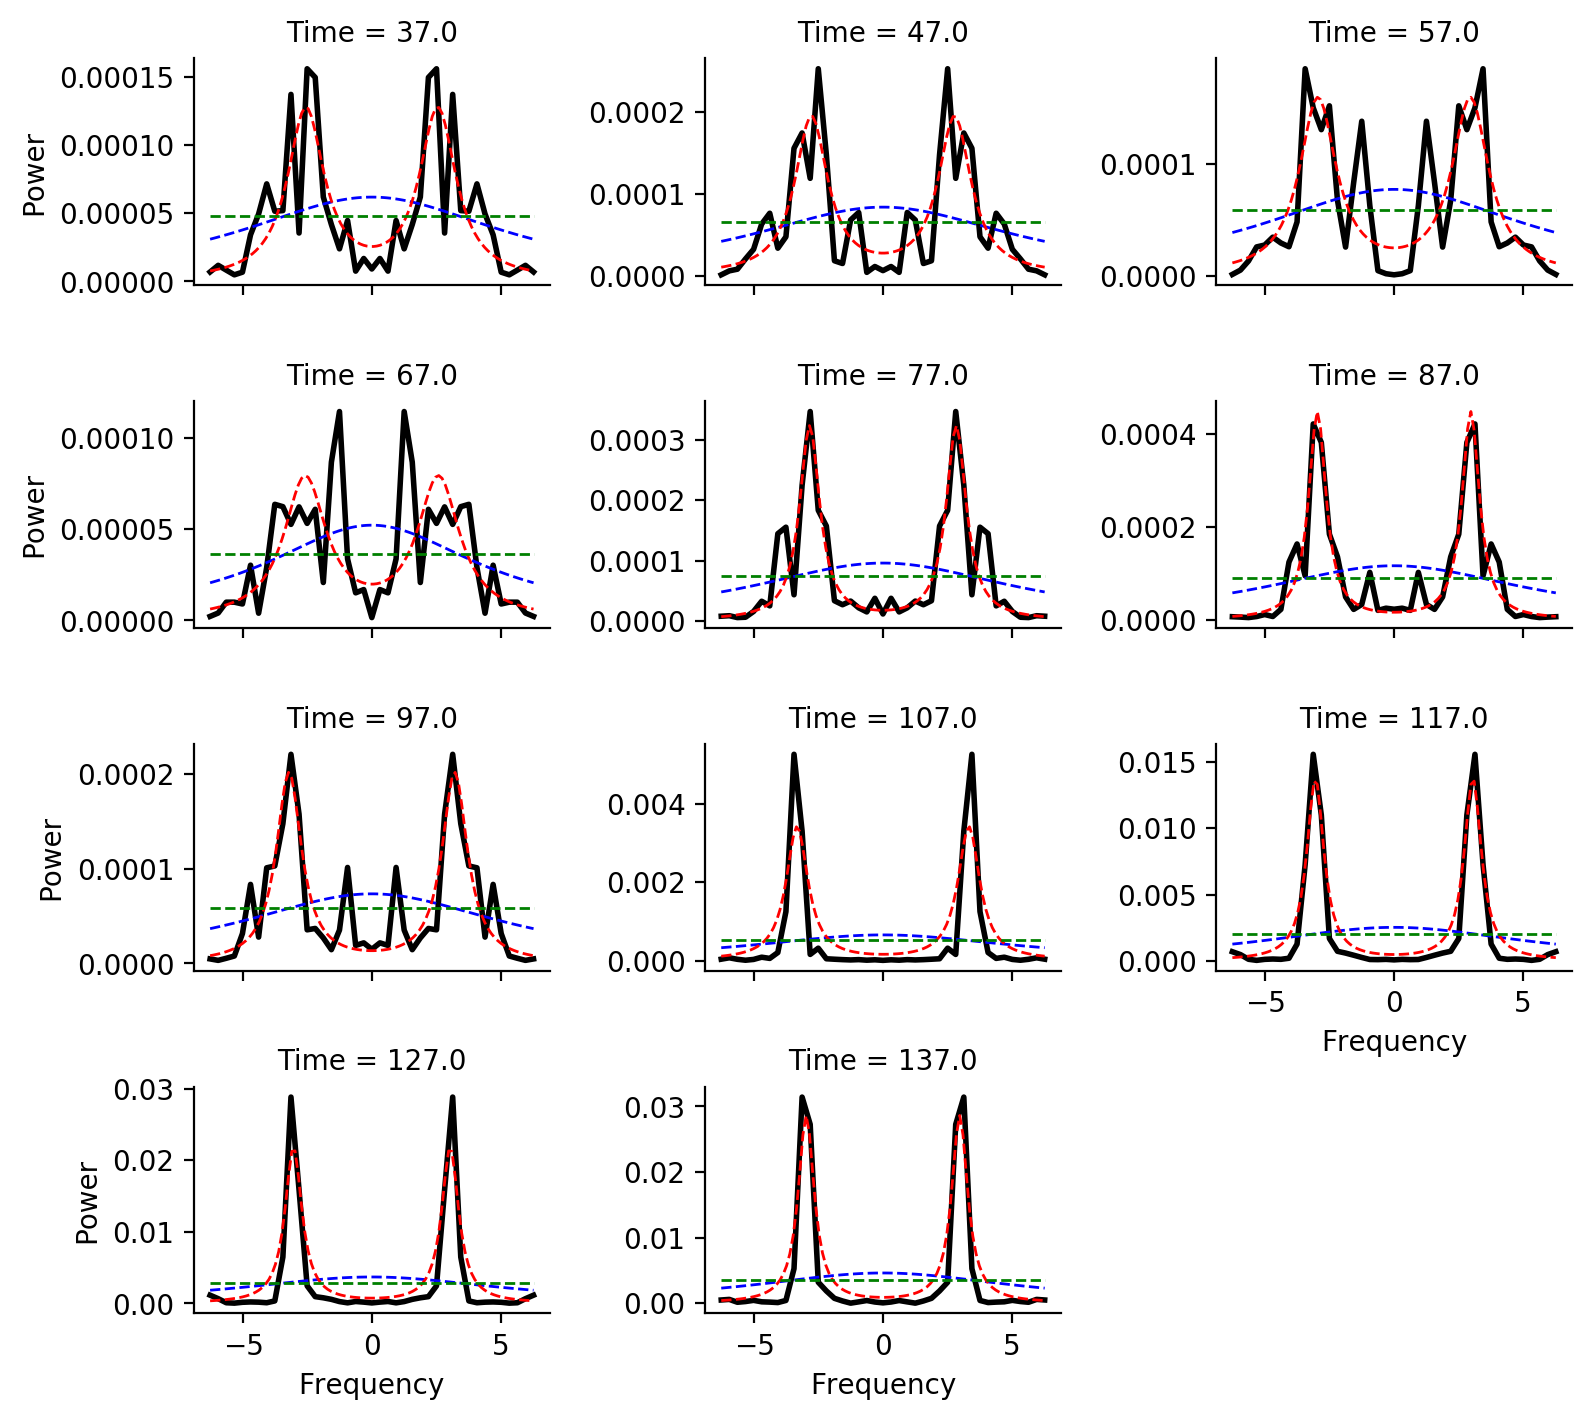 Time = 37.0
Time = 47.0
Time = 57.0
Power
0.00015
0.00010
0.00005
0.00000
0.0002
0.0001
0.0000
0.0001
0.0000
Time = 67.0
Time = 77.0
Time = 87.0
Power
0.00010
0.00005
0.00000
0.0003
0.0002
0.0001
0.0000
0.0004
0.0002
0.0000
Time = 97.0
Time = 107.0
Time = 117.0
Power
0.0002
0.0001
0.0000
0.004
0.002
0.000
0.015
0.010
0.005
0.000
−5 0 5
Frequency
Time = 127.0
Time = 137.0
Power
0.03
0.02
0.01
0.00
0.03
0.02
0.01
0.00
−5 0 5
−5 0 5
Frequency
Frequency